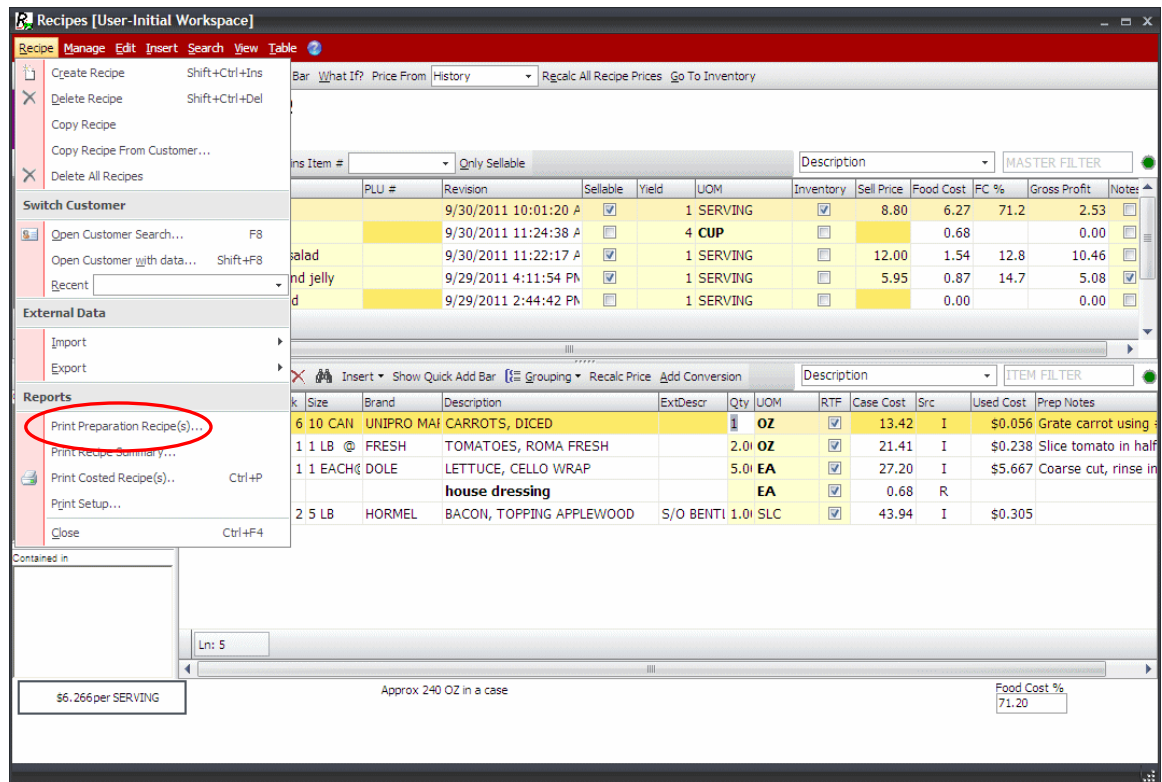 Recipes [User-Initial Workspace]
Recipe Manage Edit Insert Search View Table
Create Recipe Shift+Ctrl+Ins Bar What If? Price From History Recalc All Recipe Prices Go To Inventory
Delete Recipe Shift+Ctrl+Del
Copy Recipe
Copy Recipe From Customer...
ins Item # Only Sellable Description MASTER FILTER
Delete All Recipes
PLU # Revision Sellable Yield UOM Inventory Sell Price Food Cost FC % Gross Profit Notes
Switch Customer 9/30/2011 10:01:20 A 1 SERVING 8.80 6.27 71.2 2.53
Open Customer Search... F8 9/30/2011 11:24:38 A 4 CUP 0.68 0.00
Open Customer with data... Shift+F8 salad 9/30/2011 11:22:17 A 1 SERVING 12.00 1.54 12.8 10.46
Recent nd jelly 9/29/2011 4:11:54 PM 1 SERVING 5.95 0.87 14.7 5.08
d 9/29/2011 2:44:42 PM 1 SERVING 0.00 0.00
External Data
Import
Export Insert Show Quick Add Bar Grouping Recalc Price Add Conversion Description ITEM FILTER
Reports k Size Brand Description ExtDescr Qty UOM RTF Case Cost Src Used Cost Prep Notes
Print Preparation Recipe(s)... 6 10 CAN UNIPRO MAR CARROTS, DICED 1 OZ 13.42 I $0.056 Grate carrot using
Print Recipe Summary... 1 1 LB @ FRESH TOMATOES, ROMA FRESH 2.0 OZ 21.41 I $0.238 Slice tomato in half
Print Costed Recipe(s).. Ctrl+P 1 1 EACH@ DOLE LETTUCE, CELLO WRAP 5.0 EA 27.20 I $5.667 Coarse cut, rinse in
Print Setup... house dressing EA 0.68 R
2 5 LB HORMEL BACON, TOPPING APPLEWOOD S/O BENTL 1.0 SLC 43.94 I $0.305
Close Ctrl+F4
Contained in
Ln: 5
$6.266per SERVING Approx 240 OZ in a case Food Cost %
71.20